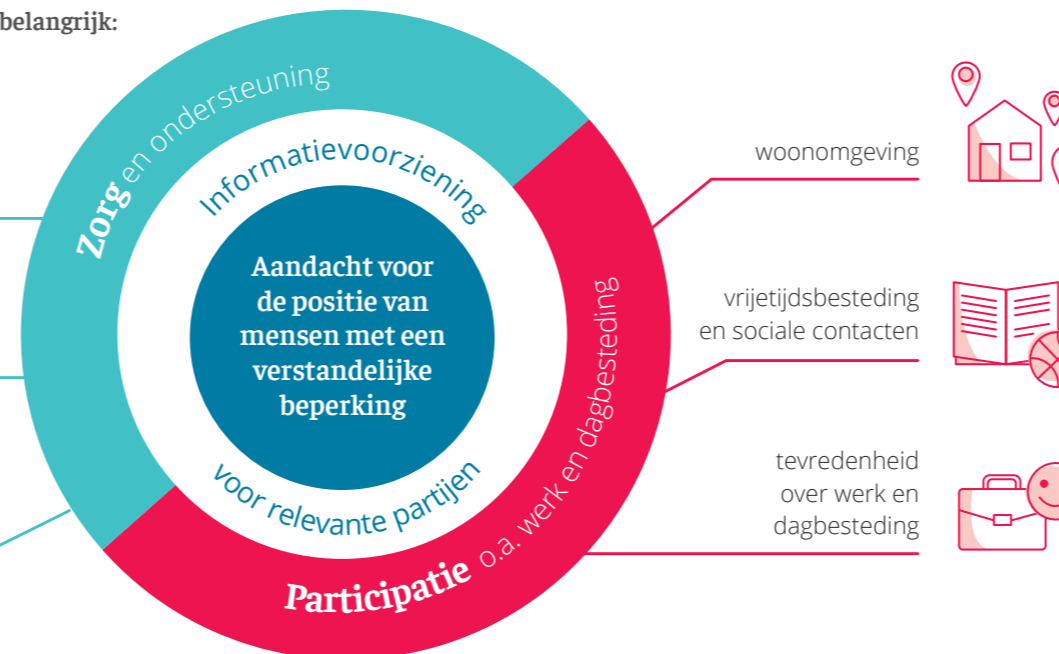 belangrijk:
Zorg en ondersteuning
Informatievoorziening
Aandacht voor
de positie van
mensen met een
verstandelijke
beperking
voor relevante partijen
Participatie o.a. werk en dagbesteding
woonomgeving
vrijetijdsbesteding
en sociale contacten
tevredenheid
over werk en
dagbesteding